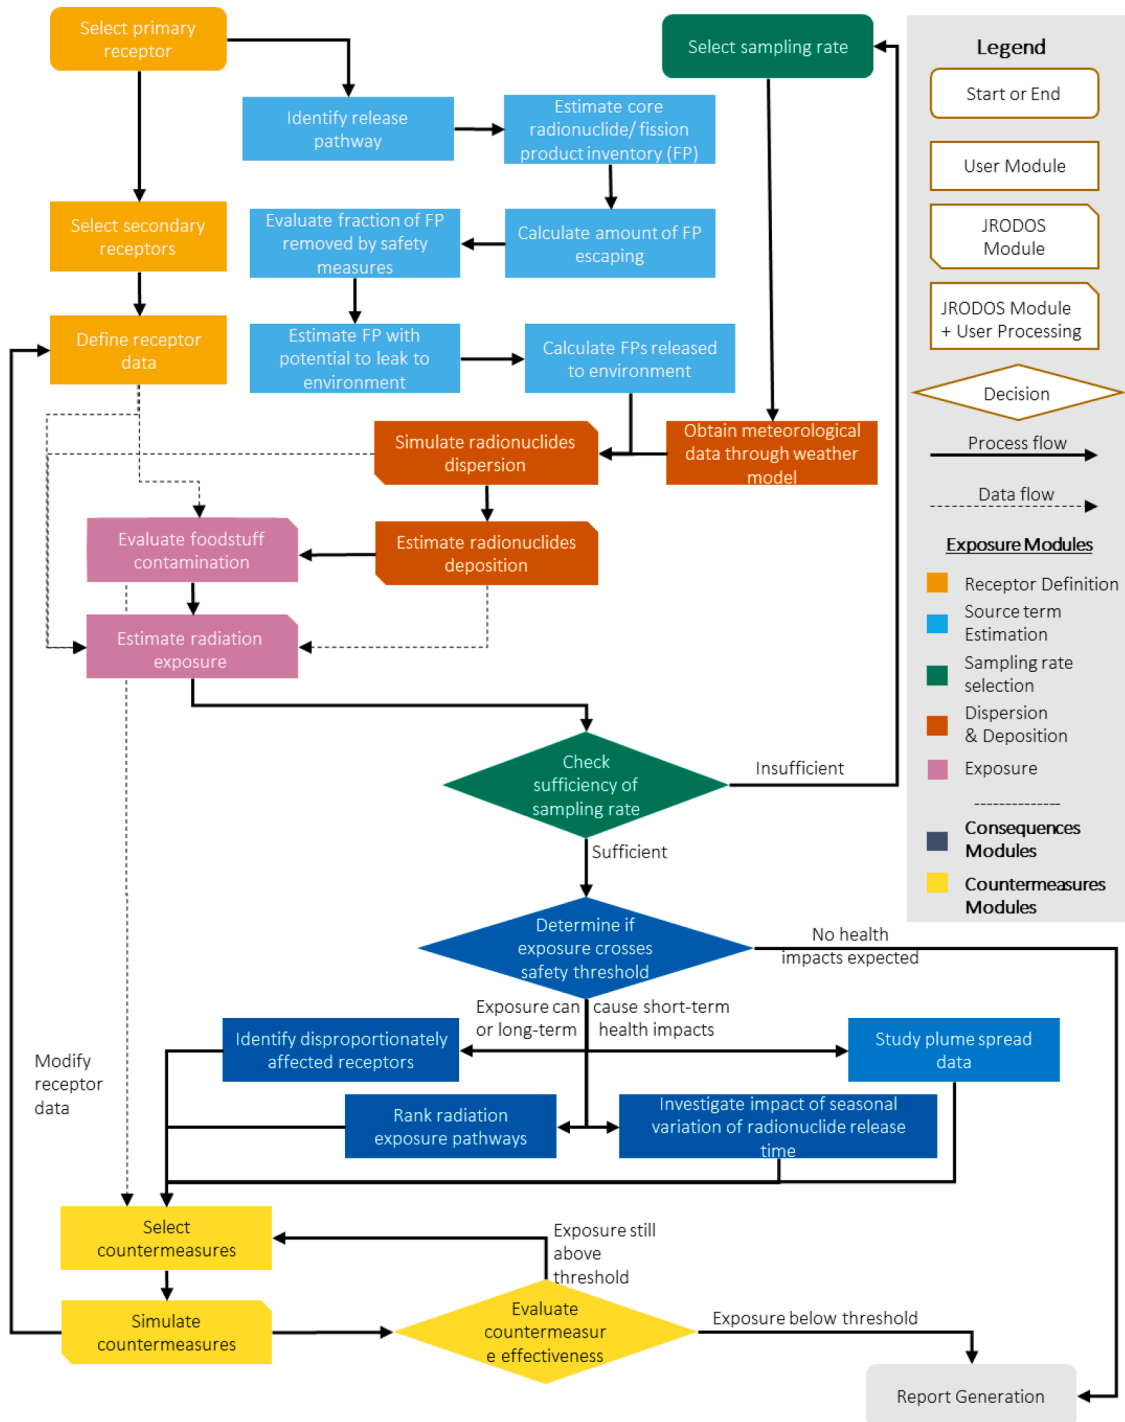 Select primary
receptor
Select sampling rate
Identify release
pathway
Estimate core
radionuclide/ fission
product inventory (FP)
Select secondary
receptors
Evaluate fraction of FP
removed by safety
measures
Calculate amount of FP
escaping
Define receptor
data
Estimate FP with
potential to leak to
environment
Calculate FPs released
to environment
Simulate radionuclides
dispersion
Obtain meteorological
data through weather
model
Evaluate foodstuff
contamination
Estimate radionuclides
deposition
Estimate radiation
exposure
Check
sufficiency of
sampling rate
Insufficient
Sufficient
Determine if
exposure crosses
safety threshold
No health
impacts expected
Exposure can cause short-term
or long-term health impacts
Identify disproportionately
affected receptors
Study plume spread
data
Modify
receptor
data
Rank radiation
exposure pathways
Investigate impact of seasonal
variation of radionuclide release
time
Select
countermeasures
Exposure still
above
threshold
Simulate
countermeasures
Evaluate
countermeasur
e effectiveness
Exposure below threshold
Report Generation
Legend
Start or End
User Module
JRODOS
Module
JRODOS Module
+ User Processing
Decision
Process flow
Data flow
Exposure Modules
Receptor Definition
Source term
Estimation
Sampling rate
selection
Dispersion
& Deposition
Exposure
--------------
Consequences
Modules
Countermeasures
Modules